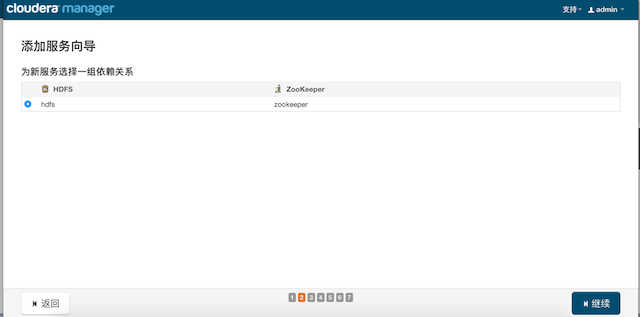 cloudera manager
支持 admin
添加服务向导
为新服务选择一组依赖关系
HDFS ZooKeeper
hdfs zookeeper
返回 1 2 3 4 5 6 7 继续